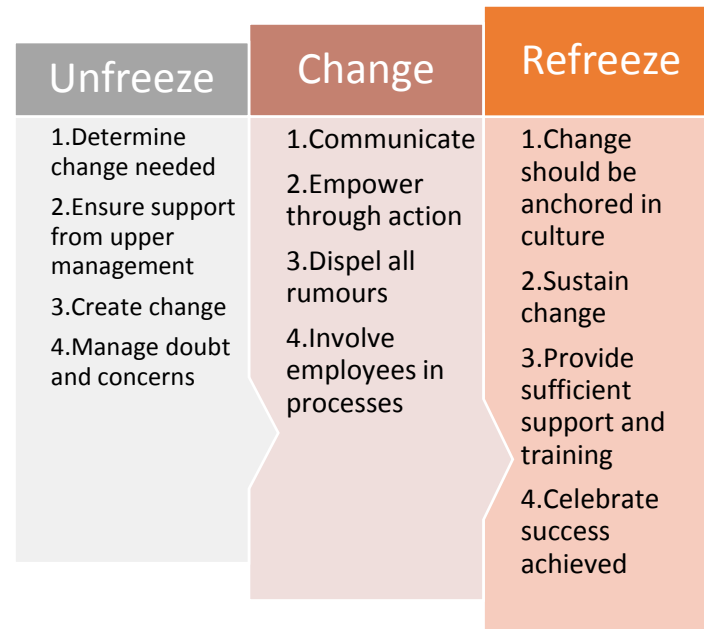 Unfreeze
1.Determine
change needed
2.Ensure support
from upper
management
3.Create change
4.Manage doubt
and concerns
Change
1.Communicate
2.Empower
through action
3.Dispel all
rumours
4.Involve
employees in
processes
Refreeze
1.Change
should be
anchored in
culture
2.Sustain
change
3.Provide
sufficient
support and
training
4.Celebrate
success
achieved